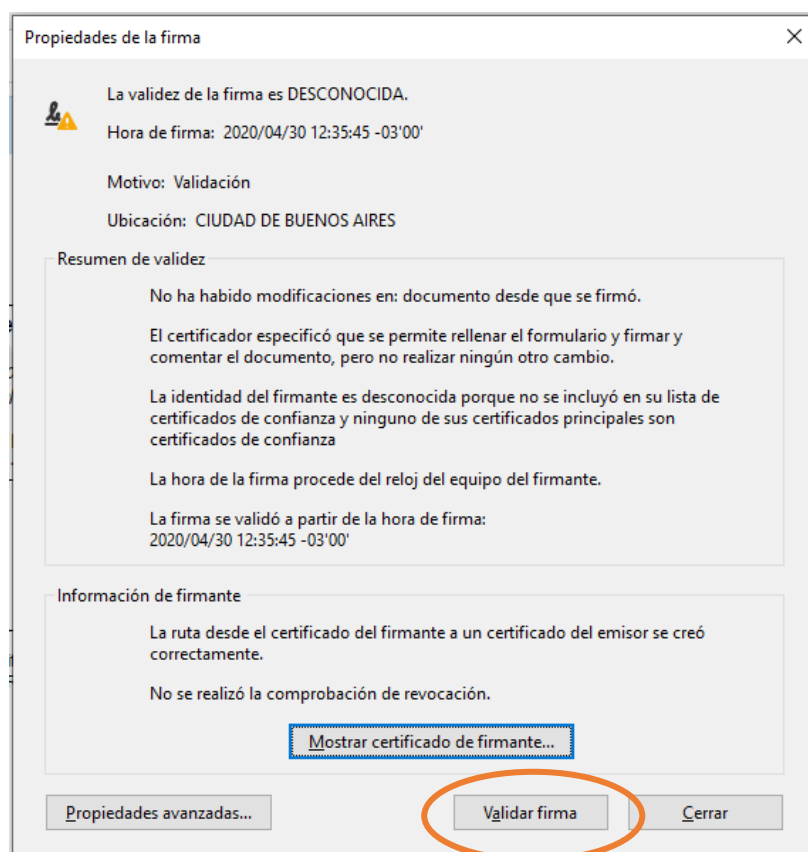 Propiedades de la firma
La validez de la firma es DESCONOCIDA.
Hora de firma: 2020/04/30 12:35:45 -03'00'
Motivo: Validación
Ubicación: CIUDAD DE BUENOS AIRES
Resumen de validez
No ha habido modificaciones en: documento desde que se firmó.
El certificador especificó que se permite rellenar el formulario y firmar y
comentar el documento, pero no realizar ningún otro cambio.
La identidad del firmante es desconocida porque no se incluyó en su lista de
certificados de confianza y ninguno de sus certificados principales son
certificados de confianza
La hora de la firma procede del reloj del equipo del firmante.
La firma se validó a partir de la hora de firma:
2020/04/30 12:35:45 -03'00'
Información de firmante
La ruta desde el certificado del firmante a un certificado del emisor se creó
correctamente.
No se realizó la comprobación de revocación.
Mostrar certificado de firmante...
Propiedades avanzadas... Validar firma Cerrar